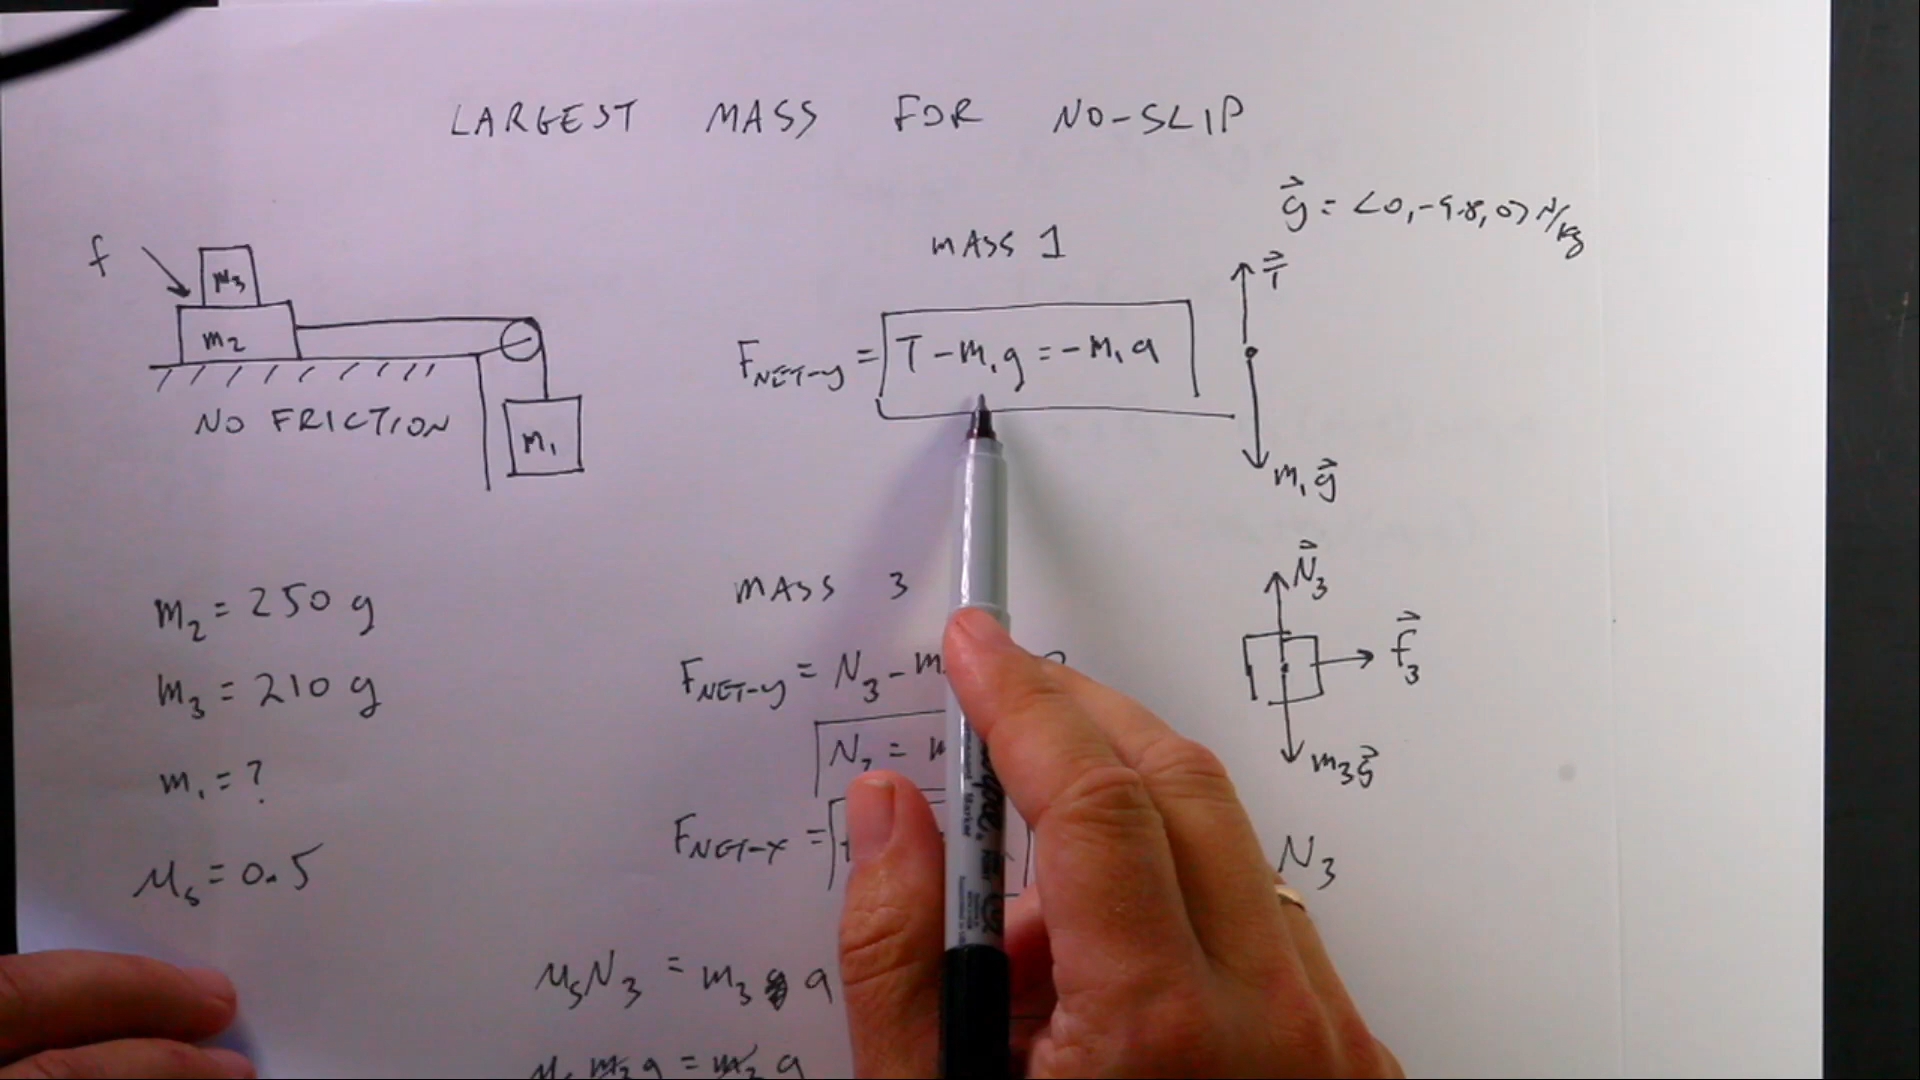 LARGEST MASS FOR NO-SLIP
g⃗ = <0,-9.8,0> N/kg
f
m3
m2
NO FRICTION
m1
MASS 1
F_NET-y = T - m1g = -m1a
T⃗
m1g⃗
m2 = 250 g
m3 = 210 g
m1 = ?
μs = 0.5
MASS 3
F_NET-y = N3 - m
N3 = m
F_NET-x =
N⃗3
f⃗3
m3g⃗
N3
μsN3 = m3 a